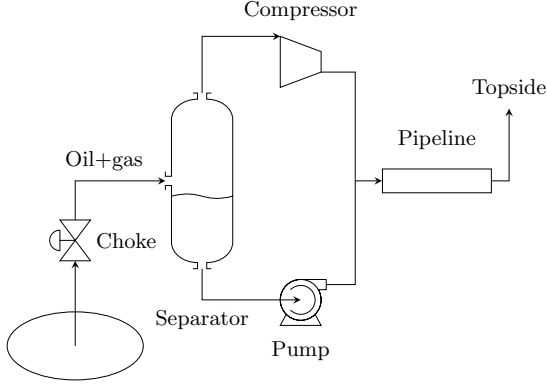 Compressor
Topside
Pipeline
Oil+gas
Choke
Separator
Pump